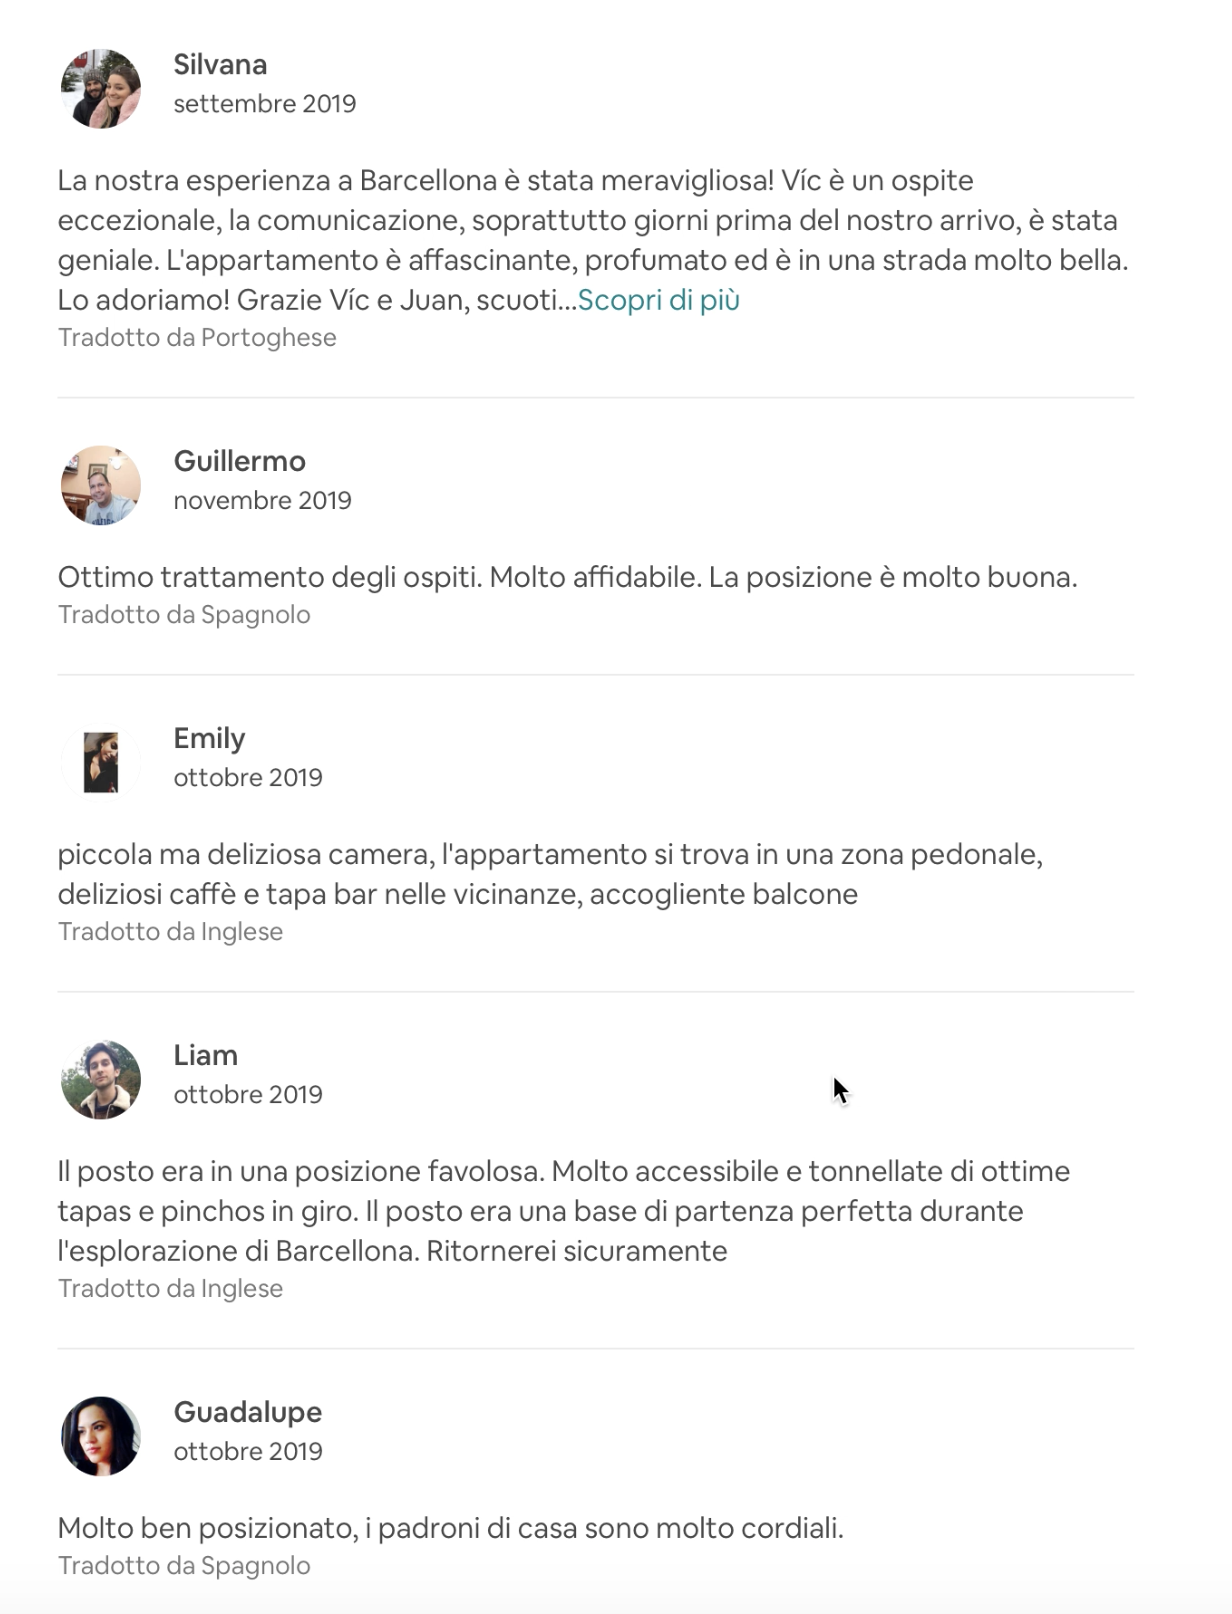 Silvana
settembre 2019
La nostra esperienza a Barcellona è stata meravigliosa! Víc è un ospite
eccezionale, la comunicazione, soprattutto giorni prima del nostro arrivo, è stata
geniale. L'appartamento è affascinante, profumato ed è in una strada molto bella.
Lo adoriamo! Grazie Víc e Juan, scuoti...Scopri di più
Tradotto da Portoghese
Guillermo
novembre 2019
Ottimo trattamento degli ospiti. Molto affidabile. La posizione è molto buona.
Tradotto da Spagnolo
Emily
ottobre 2019
piccola ma deliziosa camera, l'appartamento si trova in una zona pedonale,
deliziosi caffè e tapa bar nelle vicinanze, accogliente balcone
Tradotto da Inglese
Liam
ottobre 2019
Il posto era in una posizione favolosa. Molto accessibile e tonnellate di ottime
tapas e pinchos in giro. Il posto era una base di partenza perfetta durante
l'esplorazione di Barcellona. Ritornerei sicuramente
Tradotto da Inglese
Guadalupe
ottobre 2019
Molto ben posizionato, i padroni di casa sono molto cordiali.
Tradotto da Spagnolo